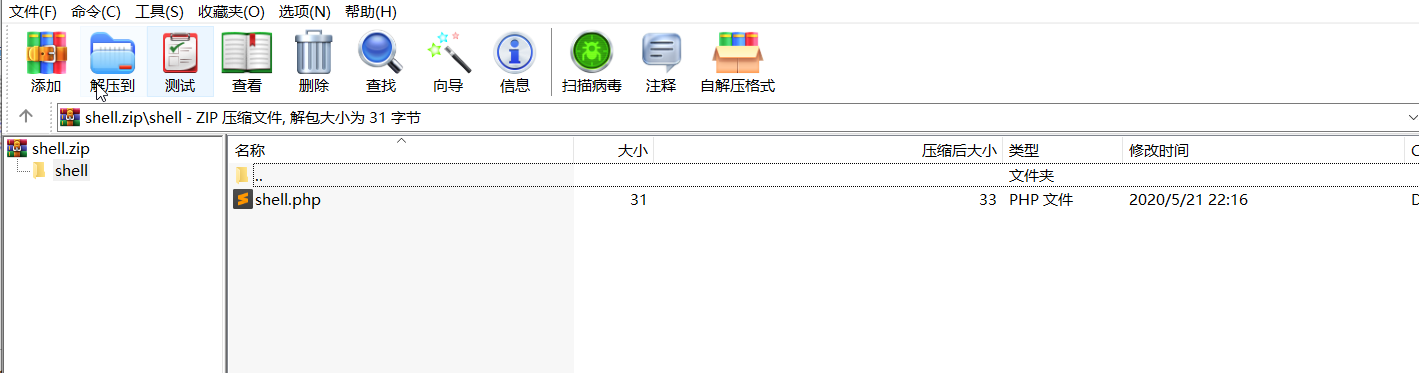 文件(F) 命令(C) 工具(S) 收藏夹(O) 选项(N) 帮助(H)
添加 解压到 测试 查看 删除 查找 向导 信息 扫描病毒 注释 自解压格式
shell.zip\shell - ZIP 压缩文件, 解包大小为 31 字节
shell.zip
shell
名称 大小 压缩后大小 类型 修改时间
.. 文件夹
shell.php 31 33 PHP 文件 2020/5/21 22:16